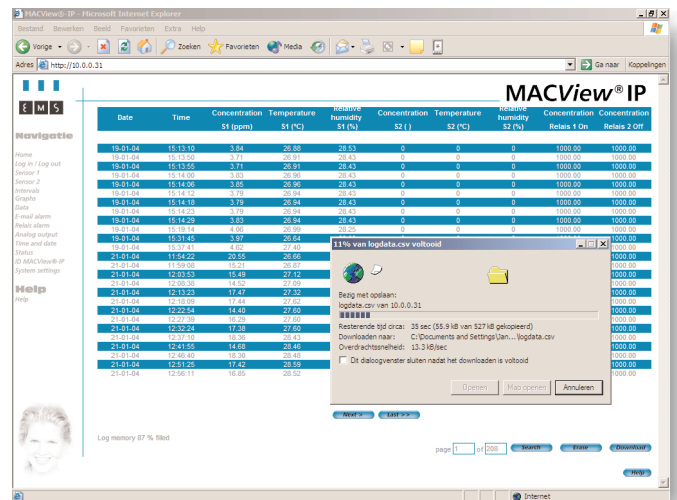 MACView®-IP - Microsoft Internet Explorer
Bestand Bewerken Beeld Favorieten Extra Help
Vorige Zoeken Favorieten Media
Adres http://10.0.0.31 Ga naar Koppelingen
EMS
MACView® IP
Navigatie
Home
Log in / Log out
Sensor 1
Sensor 2
Intervals
Graphs
Data
E-mail alarm
Relais alarm
Analog output
Time and date
Status
ID MACView®-IP
System settings
Help
Help
Date Time Concentration S1 (ppm) Temperature S1 (ºC) Relative humidity S1 (%) Concentration S2 ( ) Temperature S2 (ºC) Relative humidity S2 (%) Concentration Relais 1 On Concentration Relais 2 Off
19-01-04 15:13:10 3.84 26.88 28.53 0 0 0 1000.00 1000.00
19-01-04 15:13:50 3.71 26.91 28.43 0 0 0 1000.00 1000.00
19-01-04 15:13:55 3.71 26.91 28.43 0 0 0 1000.00 1000.00
19-01-04 15:14:00 3.83 26.96 28.43 0 0 0 1000.00 1000.00
19-01-04 15:14:06 3.85 26.96 28.43 0 0 0 1000.00 1000.00
19-01-04 15:14:12 3.79 26.94 28.43 0 0 0 1000.00 1000.00
19-01-04 15:14:18 3.79 26.94 28.43 0 0 0 1000.00 1000.00
19-01-04 15:14:23 3.79 26.94 28.43 0 0 0 1000.00 1000.00
19-01-04 15:14:29 3.83 26.94 28.43 0 0 0 1000.00 1000.00
19-01-04 15:19:14 4.06 26.99 28.25 0 0 0 1000.00 1000.00
19-01-04 15:31:45 3.97 26.64
19-01-04 15:37:41 4.62 27.40
21-01-04 11:54:22 20.55 26.66
21-01-04 11:59:08 15.21 26.87
21-01-04 12:03:53 15.49 27.12
21-01-04 12:08:38 14.52 27.09
21-01-04 12:13:23 17.47 27.32
21-01-04 12:18:09 17.44 27.62
21-01-04 12:22:54 14.40 27.60
21-01-04 12:27:39 16.29 27.80
21-01-04 12:32:24 17.38 27.60
21-01-04 12:37:10 18.36 28.43
21-01-04 12:41:55 14.68 28.46
21-01-04 12:46:40 18.30 28.48
21-01-04 12:51:25 17.42 28.59
21-01-04 12:56:11 16.85 28.52
11% van logdata.csv voltooid
Bezig met opslaan:
logdata.csv van 10.0.0.31
Resterende tijd circa: 35 sec (55.9 kB van 527 kB gekopieerd)
Downloaden naar: C:\Documents and Settings\Jan...\logdata.csv
Overdrachtssnelheid: 13.3 kB/sec
Dit dialoogvenster sluiten nadat het downloaden is voltooid
Openen Map openen Annuleren
Next > Last >>
Log memory 87 % filled
page 1 of 208 Search Erase Download
Help
Internet